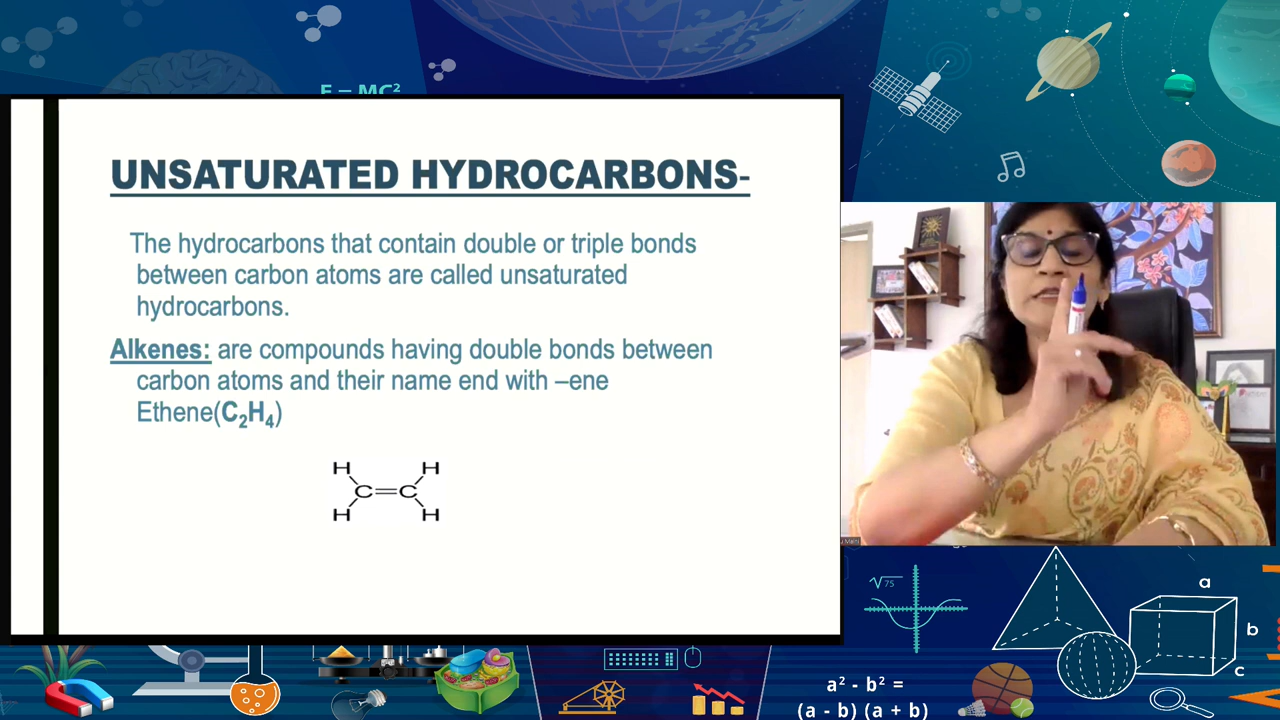 E = MC²
UNSATURATED HYDROCARBONS-
The hydrocarbons that contain double or triple bonds
between carbon atoms are called unsaturated
hydrocarbons.
Alkenes: are compounds having double bonds between
carbon atoms and their name end with –ene
Ethene(C₂H₄)
H H
C=C
H H
√75
a
b
c
a² - b² =
(a - b) (a + b)